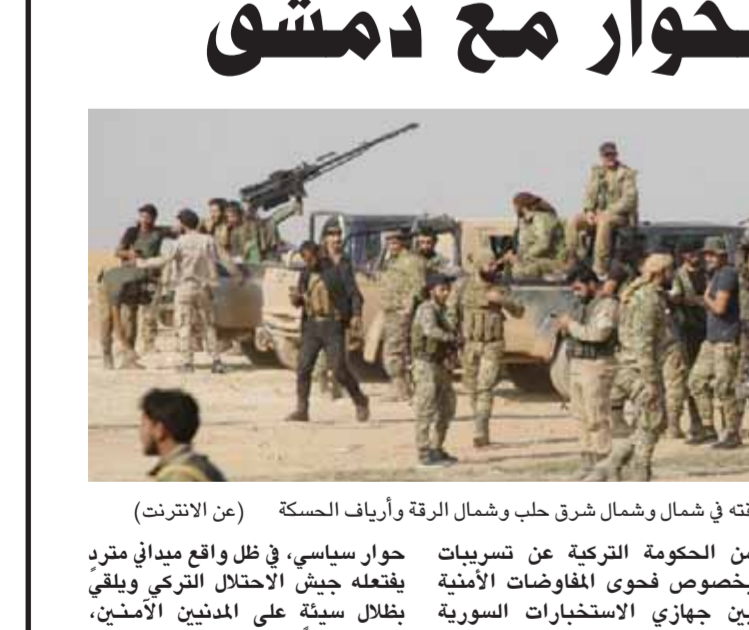 حوار مع دمشق
في شمال وشمال شرق حلب وشمال الرقة وأرياف الحسكة (عن الانترنت)
من الحكومة التركية عن تسريبات
بخصوص فحوى المفاوضات الأمنية
بين جهازي الاستخبارات السورية
حوار سياسي، في ظل واقع ميداني متردٍ
يفتعله جيش الاحتلال التركي ويلقي
بظلال سيئةٍ على المدنيين الآمنين،